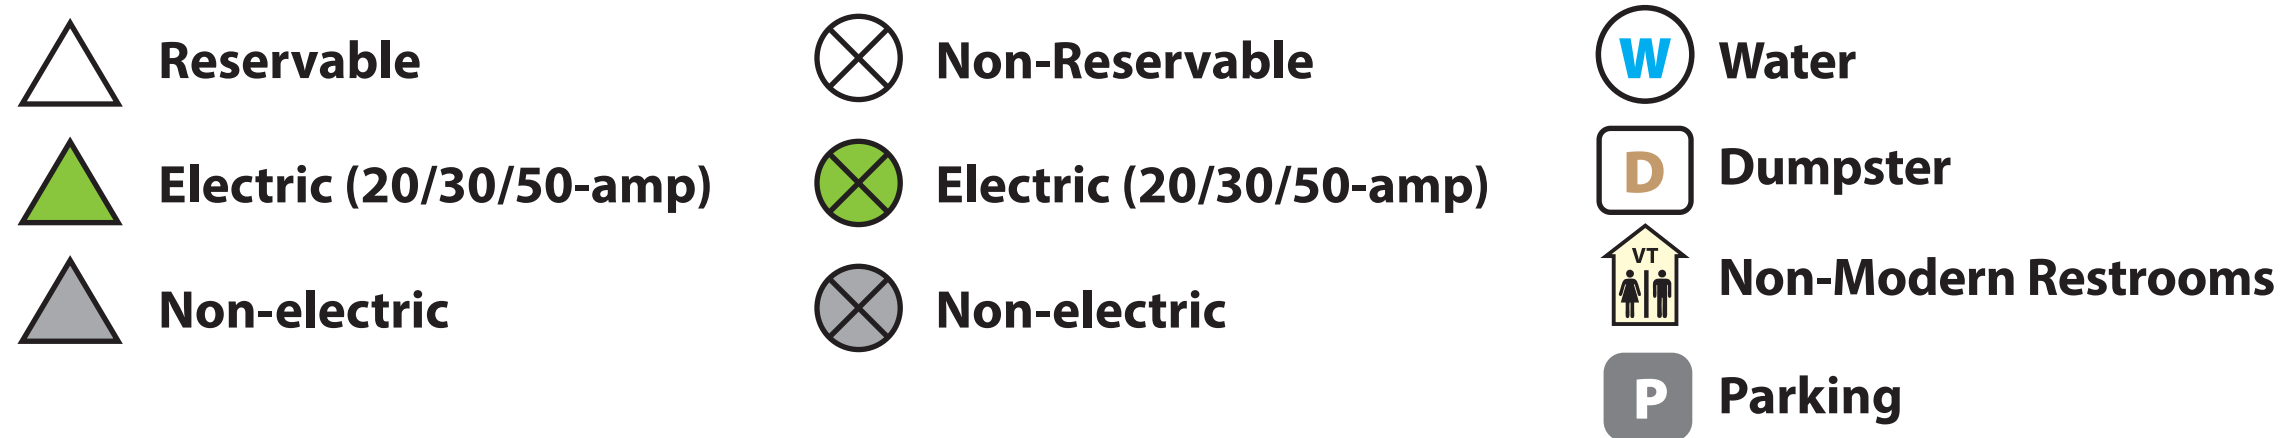 Reservable
Electric (20/30/50-amp)
Non-electric
Non-Reservable
Electric (20/30/50-amp)
Non-electric
W Water
D Dumpster
VT Non-Modern Restrooms
P Parking